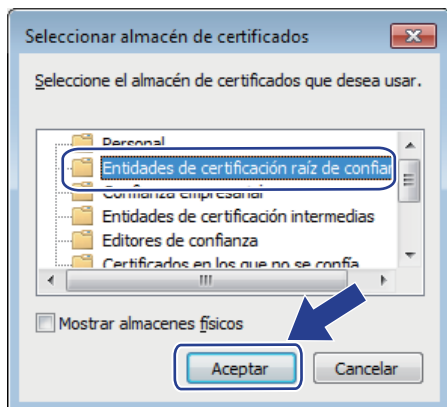 Seleccionar almacén de certificados
Seleccione el almacén de certificados que desea usar.
Personal
Entidades de certificación raíz de confian
Confianza empresarial
Entidades de certificación intermedias
Editores de confianza
Certificados en los que no se confía
Mostrar almacenes físicos
Aceptar
Cancelar